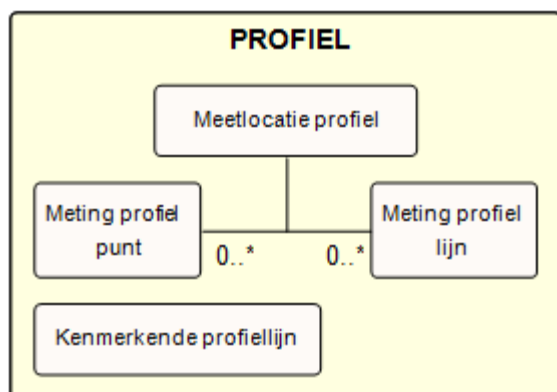 PROFIEL
Meetlocatie profiel
Meting profiel
punt
Meting profiel
lijn
0..*
0..*
Kenmerkende profiellijn